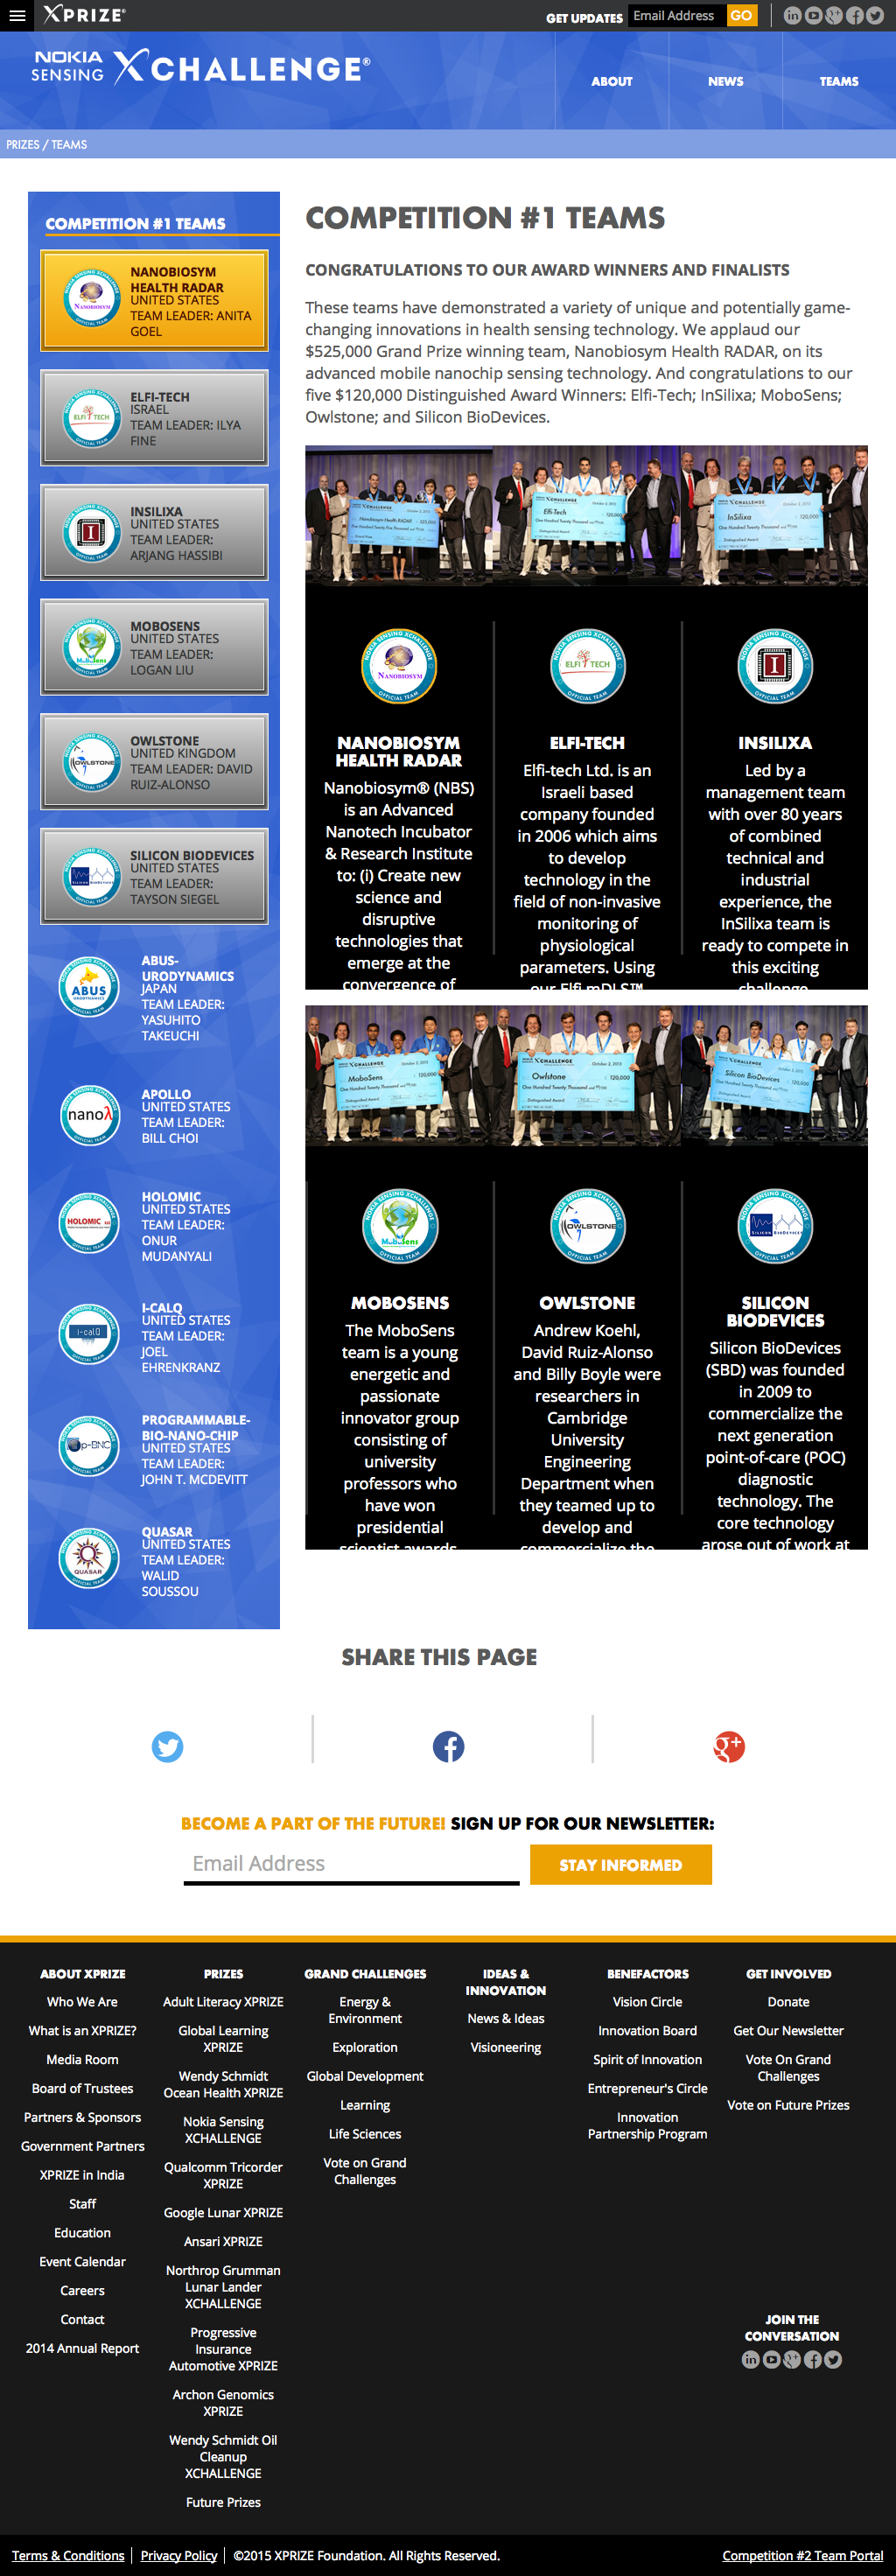 XPRIZE®
GET UPDATES Email Address GO
NOKIA
SENSING XCHALLENGE®
ABOUT
NEWS
TEAMS
PRIZES / TEAMS
COMPETITION #1 TEAMS
NANOBIOSYM
HEALTH RADAR
UNITED STATES
TEAM LEADER: ANITA
GOEL
ELFI-TECH
ISRAEL
TEAM LEADER: ILYA
FINE
INSILIXA
UNITED STATES
TEAM LEADER:
ARJANG HASSIBI
MOBOSENS
UNITED STATES
TEAM LEADER:
LOGAN LIU
OWLSTONE
UNITED KINGDOM
TEAM LEADER: DAVID
RUIZ-ALONSO
SILICON BIODEVICES
UNITED STATES
TEAM LEADER:
TAYSON SIEGEL
ABUS-
URODYNAMICS
JAPAN
TEAM LEADER:
YASUHITO
TAKEUCHI
APOLLO
UNITED STATES
TEAM LEADER:
BILL CHOI
HOLOMIC
UNITED STATES
TEAM LEADER:
ONUR
MUDANYALI
I-CALQ
UNITED STATES
TEAM LEADER:
JOEL
EHRENKRANZ
PROGRAMMABLE-
BIO-NANO-CHIP
UNITED STATES
TEAM LEADER:
JOHN T. MCDEVITT
QUASAR
UNITED STATES
TEAM LEADER:
WALID
SOUSSOU
COMPETITION #1 TEAMS
CONGRATULATIONS TO OUR AWARD WINNERS AND FINALISTS
These teams have demonstrated a variety of unique and potentially game-
changing innovations in health sensing technology. We applaud our
$525,000 Grand Prize winning team, Nanobiosym Health RADAR, on its
advanced mobile nanochip sensing technology. And congratulations to our
five $120,000 Distinguished Award Winners: Elfi-Tech; InSilixa; MoboSens;
Owlstone; and Silicon BioDevices.
NANOBIOSYM
HEALTH RADAR
Nanobiosym® (NBS)
is an Advanced
Nanotech Incubator
& Research Institute
to: (i) Create new
science and
disruptive
technologies that
emerge at the
convergence of
ELFI-TECH
Elfi-tech Ltd. is an
Israeli based
company founded
in 2006 which aims
to develop
technology in the
field of non-invasive
monitoring of
physiological
parameters. Using
our Elfi mDLS™
INSILIXA
Led by a
management team
with over 80 years
of combined
technical and
industrial
experience, the
InSilixa team is
ready to compete in
this exciting
challenge.
MOBOSENS
The MoboSens
team is a young
energetic and
passionate
innovator group
consisting of
university
professors who
have won
presidential
scientist awards,
OWLSTONE
Andrew Koehl,
David Ruiz-Alonso
and Billy Boyle were
researchers in
Cambridge
University
Engineering
Department when
they teamed up to
develop and
commercialize the
SILICON
BIODEVICES
Silicon BioDevices
(SBD) was founded
in 2009 to
commercialize the
next generation
point-of-care (POC)
diagnostic
technology. The
core technology
arose out of work at
SHARE THIS PAGE
BECOME A PART OF THE FUTURE! SIGN UP FOR OUR NEWSLETTER:
Email Address
STAY INFORMED
ABOUT XPRIZE
Who We Are
What is an XPRIZE?
Media Room
Board of Trustees
Partners & Sponsors
Government Partners
XPRIZE in India
Staff
Education
Event Calendar
Careers
Contact
2014 Annual Report
PRIZES
Adult Literacy XPRIZE
Global Learning
XPRIZE
Wendy Schmidt
Ocean Health XPRIZE
Nokia Sensing
XCHALLENGE
Qualcomm Tricorder
XPRIZE
Google Lunar XPRIZE
Ansari XPRIZE
Northrop Grumman
Lunar Lander
XCHALLENGE
Progressive
Insurance
Automotive XPRIZE
Archon Genomics
XPRIZE
Wendy Schmidt Oil
Cleanup
XCHALLENGE
Future Prizes
GRAND CHALLENGES
Energy &
Environment
Exploration
Global Development
Learning
Life Sciences
Vote on Grand
Challenges
IDEAS &
INNOVATION
News & Ideas
Visioneering
BENEFACTORS
Vision Circle
Innovation Board
Spirit of Innovation
Entrepreneur's Circle
Innovation
Partnership Program
GET INVOLVED
Donate
Get Our Newsletter
Vote On Grand
Challenges
Vote on Future Prizes
JOIN THE
CONVERSATION
Terms & Conditions
Privacy Policy
©2015 XPRIZE Foundation. All Rights Reserved.
Competition #2 Team Portal